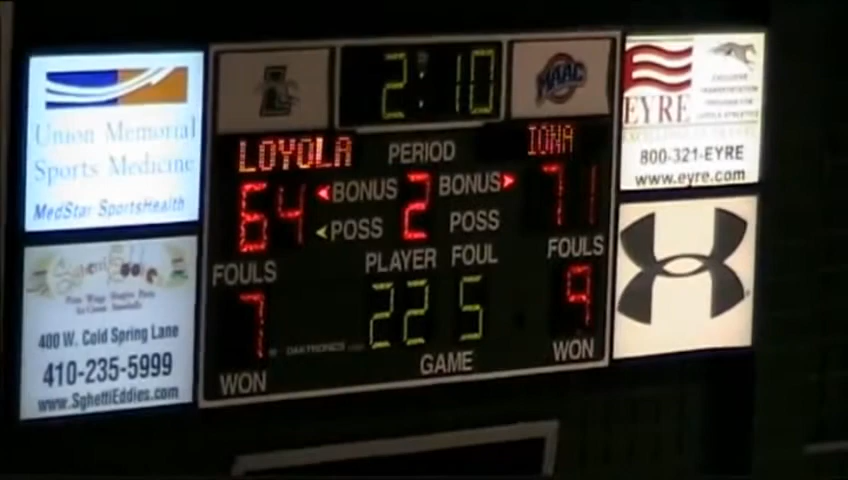 Union Memorial
Sports Medicine
MedStar SportsHealth
400 W. Cold Spring Lane
410-235-5999
www.SghettiEddies.com
2:10
MAAC
LOYOLA PERIOD IONA
64 BONUS 2 BONUS 71
POSS POSS
FOULS PLAYER FOUL FOULS
7 22 5 9
DAKTRONICS
WON GAME WON
EYRE
800-321-EYRE
www.eyre.com